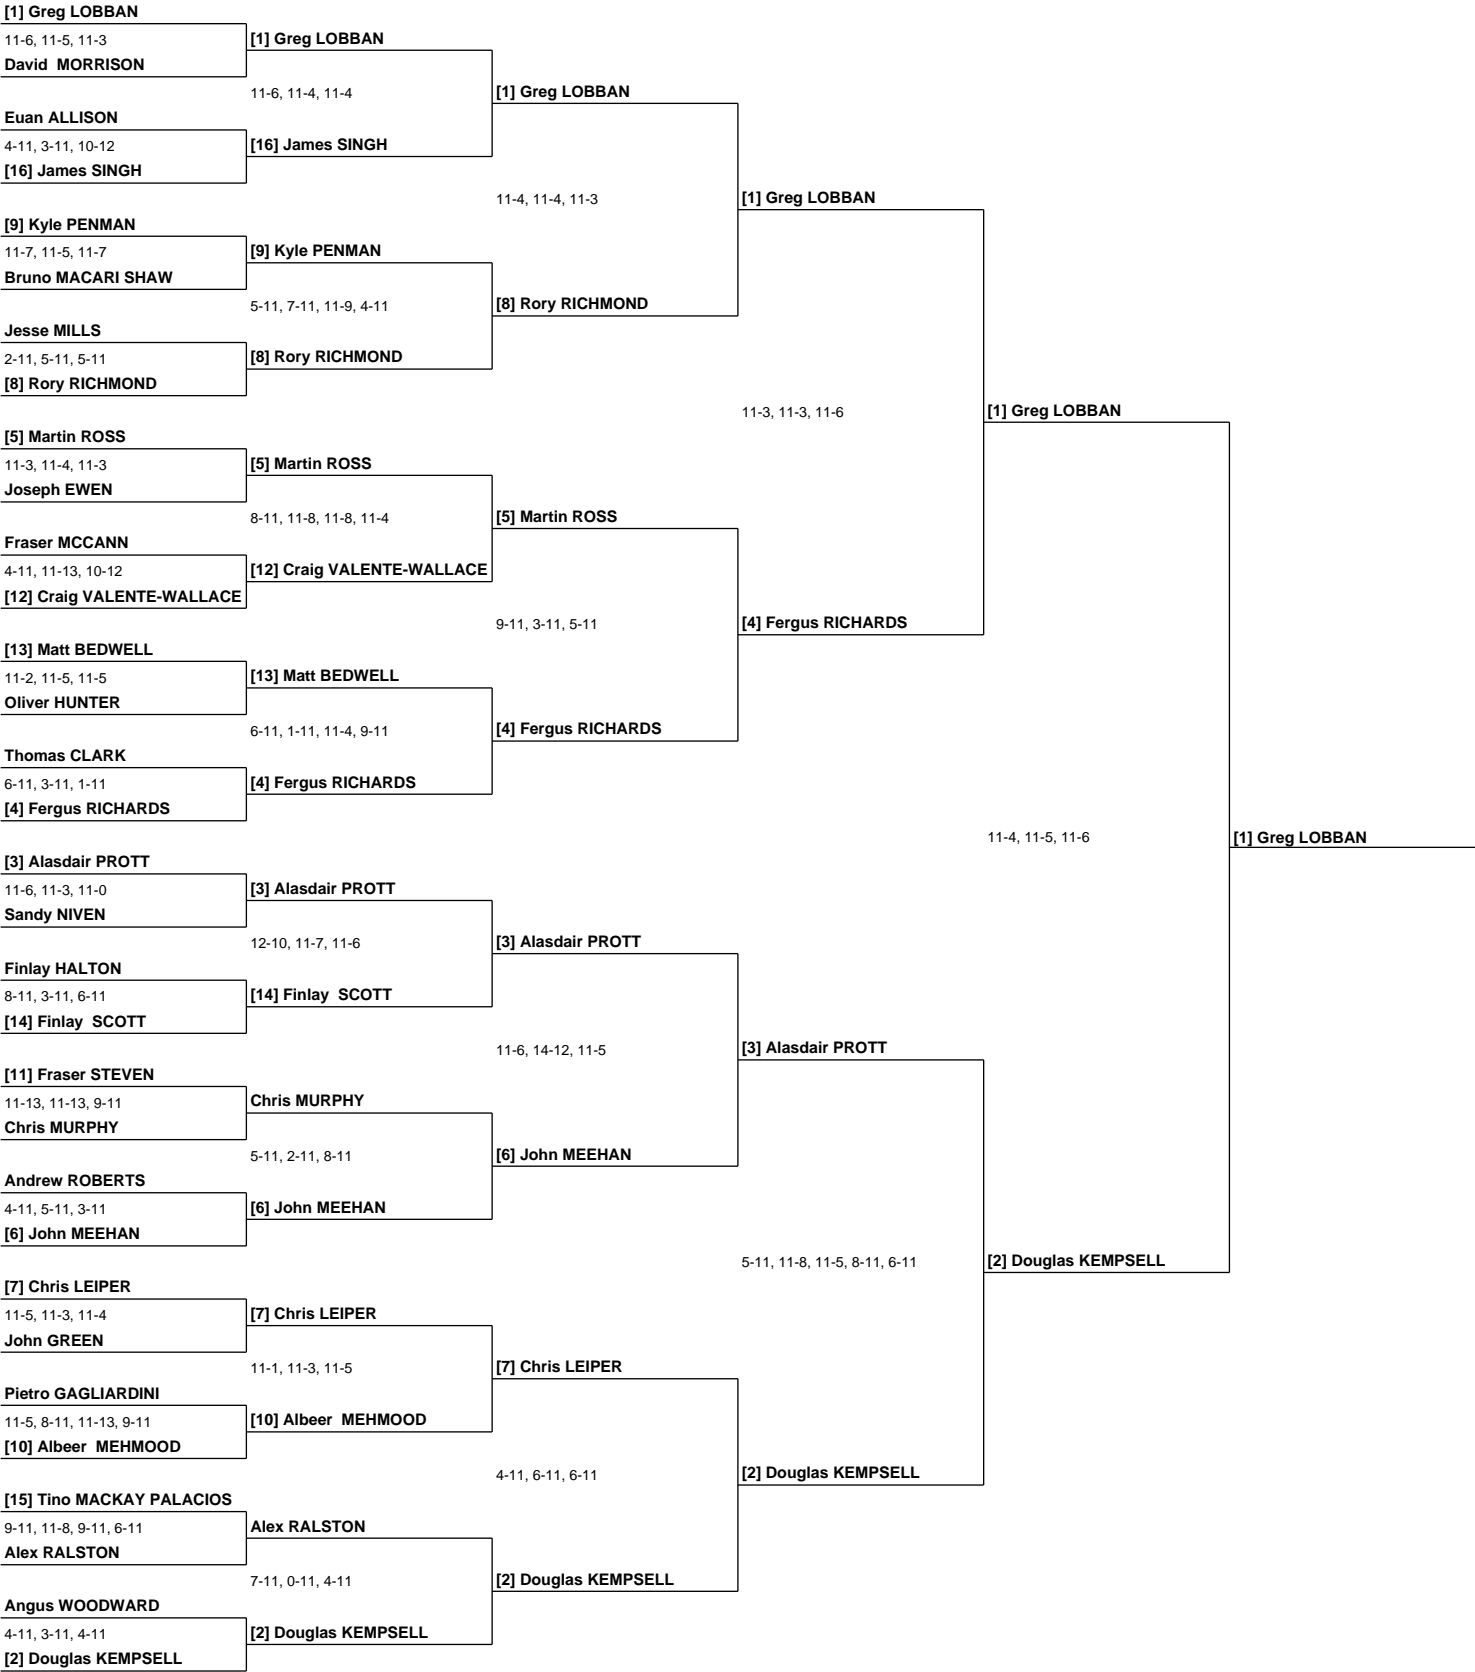 [1] Greg LOBBAN
11-6, 11-5, 11-3
David  MORRISON
Euan ALLISON
4-11, 3-11, 10-12
[16] James SINGH
[9] Kyle PENMAN
11-7, 11-5, 11-7
Bruno MACARI SHAW
Jesse MILLS
2-11, 5-11, 5-11
[8] Rory RICHMOND
[5] Martin ROSS
11-3, 11-4, 11-3
Joseph EWEN
Fraser MCCANN
4-11, 11-13, 10-12
[12] Craig VALENTE-WALLACE
[13] Matt BEDWELL
11-2, 11-5, 11-5
Oliver HUNTER
Thomas CLARK
6-11, 3-11, 1-11
[4] Fergus RICHARDS
[3] Alasdair PROTT
11-6, 11-3, 11-0
Sandy NIVEN
Finlay HALTON
8-11, 3-11, 6-11
[14] Finlay  SCOTT
[11] Fraser STEVEN
11-13, 11-13, 9-11
Chris MURPHY
Andrew ROBERTS
4-11, 5-11, 3-11
[6] John MEEHAN
[7] Chris LEIPER
11-5, 11-3, 11-4
John GREEN
Pietro GAGLIARDINI
11-5, 8-11, 11-13, 9-11
[10] Albeer  MEHMOOD
[15] Tino MACKAY PALACIOS
9-11, 11-8, 9-11, 6-11
Alex RALSTON
Angus WOODWARD
4-11, 3-11, 4-11
[2] Douglas KEMPSELL
[1] Greg LOBBAN
11-6, 11-4, 11-4
[16] James SINGH
[9] Kyle PENMAN
5-11, 7-11, 11-9, 4-11
[8] Rory RICHMOND
[5] Martin ROSS
8-11, 11-8, 11-8, 11-4
[12] Craig VALENTE-WALLACE
[13] Matt BEDWELL
6-11, 1-11, 11-4, 9-11
[4] Fergus RICHARDS
[3] Alasdair PROTT
12-10, 11-7, 11-6
[14] Finlay  SCOTT
Chris MURPHY
5-11, 2-11, 8-11
[6] John MEEHAN
[7] Chris LEIPER
11-1, 11-3, 11-5
[10] Albeer  MEHMOOD
Alex RALSTON
7-11, 0-11, 4-11
[2] Douglas KEMPSELL
[1] Greg LOBBAN
11-4, 11-4, 11-3
[8] Rory RICHMOND
[5] Martin ROSS
9-11, 3-11, 5-11
[4] Fergus RICHARDS
[3] Alasdair PROTT
11-6, 14-12, 11-5
[6] John MEEHAN
[7] Chris LEIPER
4-11, 6-11, 6-11
[2] Douglas KEMPSELL
[1] Greg LOBBAN
11-3, 11-3, 11-6
[4] Fergus RICHARDS
[3] Alasdair PROTT
5-11, 11-8, 11-5, 8-11, 6-11
[2] Douglas KEMPSELL
[1] Greg LOBBAN
11-4, 11-5, 11-6
[2] Douglas KEMPSELL
[1] Greg LOBBAN